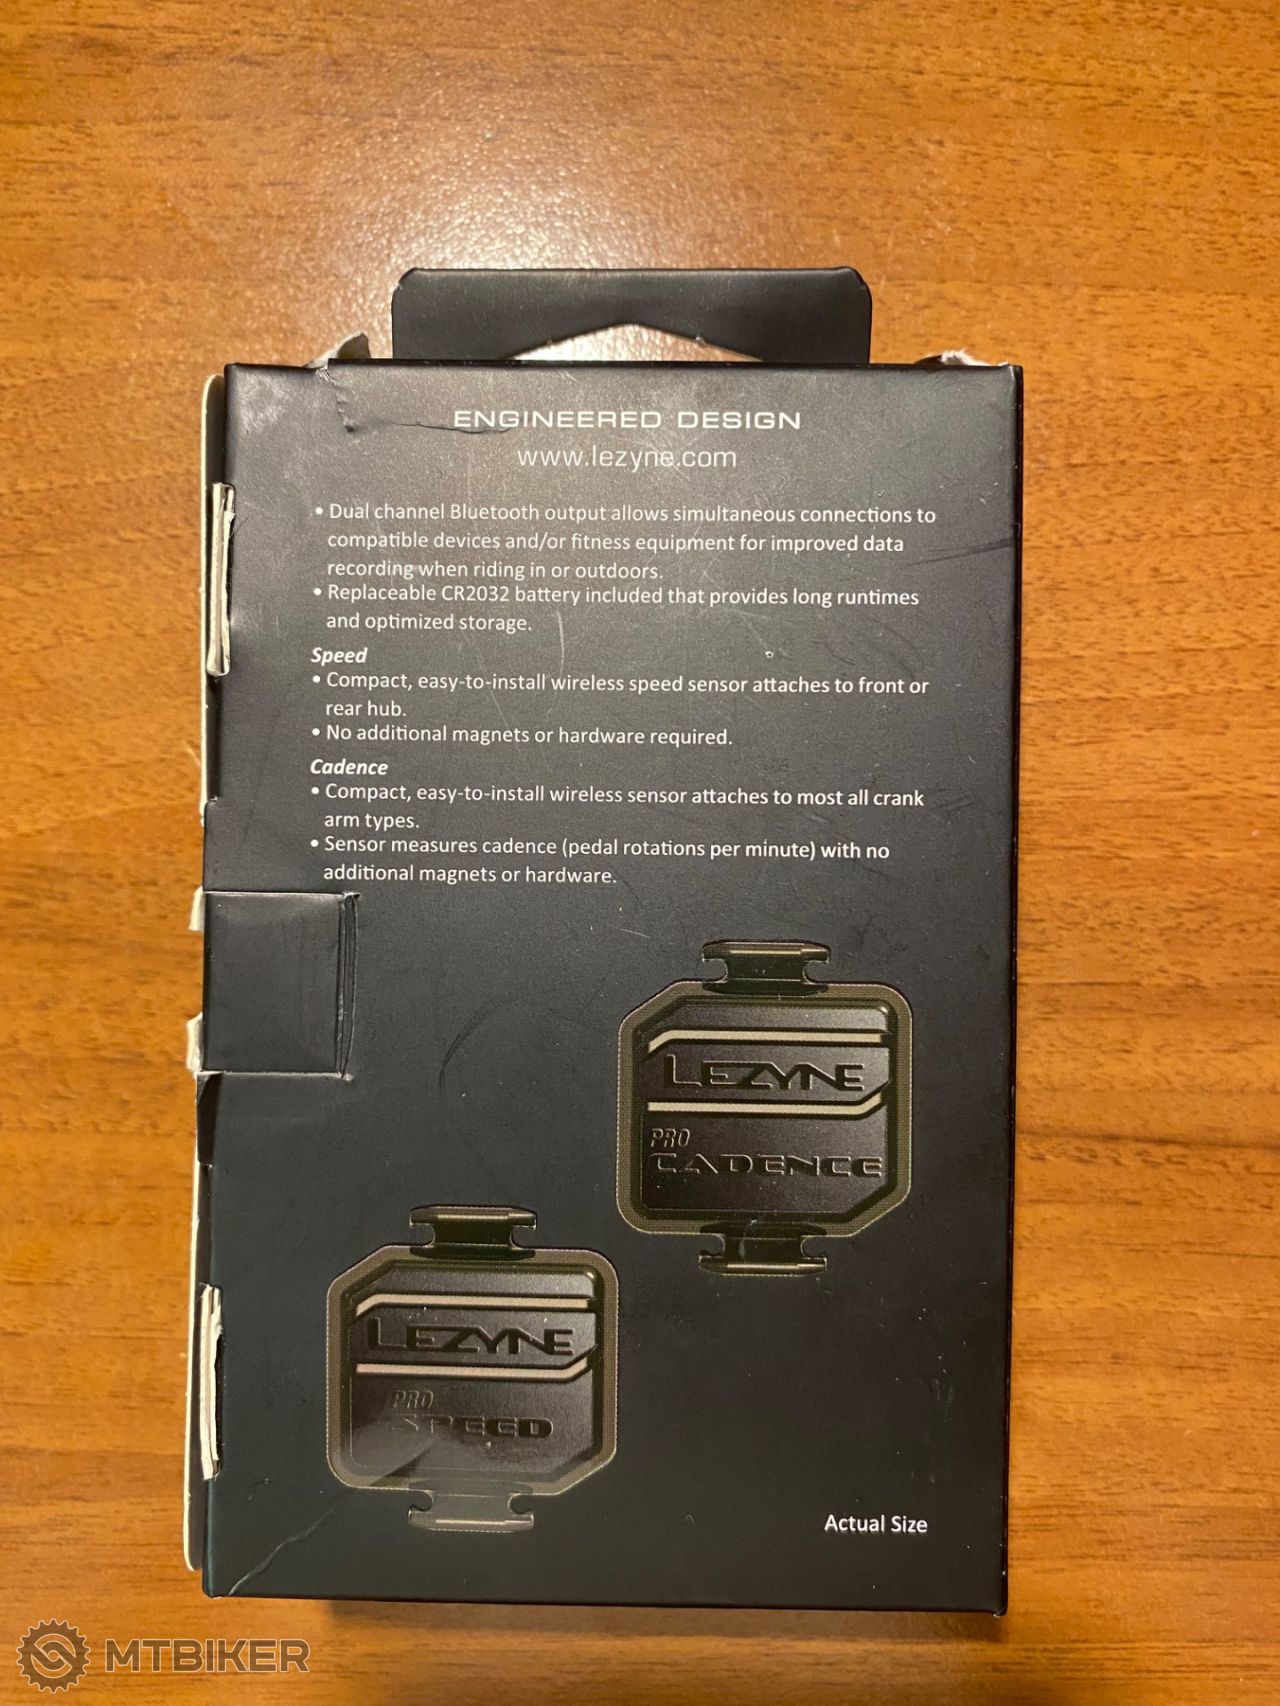 ENGINEERED DESIGN
www.lezyne.com
• Dual channel Bluetooth output allows simultaneous connections to
compatible devices and/or fitness equipment for improved data
recording when riding in or outdoors.
• Replaceable CR2032 battery included that provides long runtimes
and optimized storage.
Speed
• Compact, easy-to-install wireless speed sensor attaches to front or
rear hub.
• No additional magnets or hardware required.
Cadence
• Compact, easy-to-install wireless sensor attaches to most all crank
arm types.
• Sensor measures cadence (pedal rotations per minute) with no
additional magnets or hardware.
LEZYNE
PRO
CADENCE
LEZYNE
PRO
SPEED
Actual Size
MTBIKER